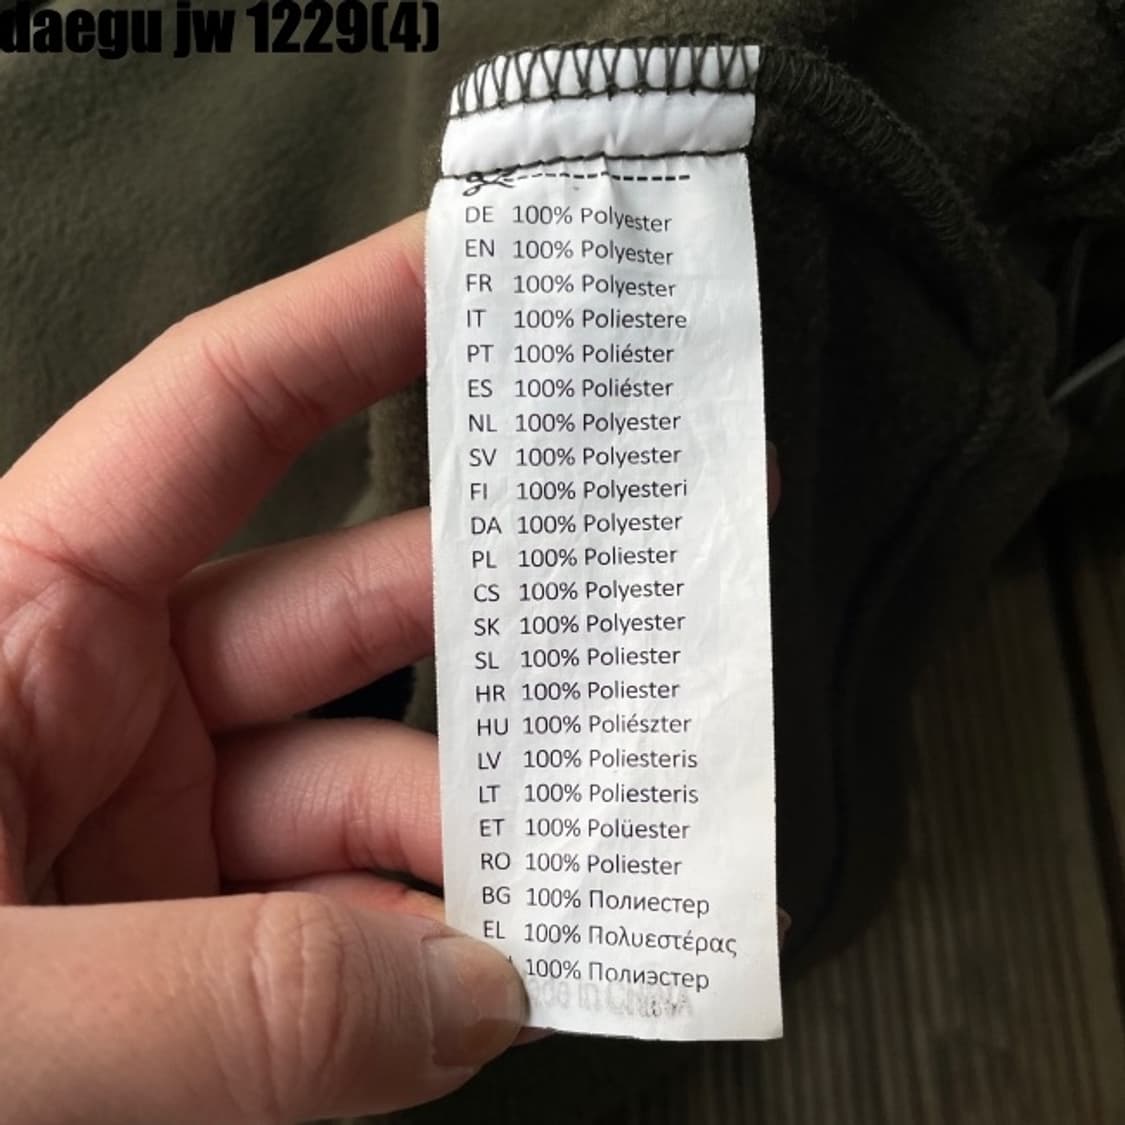 daegu jw 1229(4)
DE 100% Polyester
EN 100% Polyester
FR 100% Polyester
IT 100% Poliestere
PT 100% Poliéster
ES 100% Poliéster
NL 100% Polyester
SV 100% Polyester
FI 100% Polyesteri
DA 100% Polyester
PL 100% Poliester
CS 100% Polyester
SK 100% Polyester
SL 100% Poliester
HR 100% Poliester
HU 100% Poliészter
LV 100% Poliesteris
LT 100% Poliesteris
ET 100% Polüester
RO 100% Poliester
BG 100% Полиестер
EL 100% Πολυεστέρας
100% Полиэстер